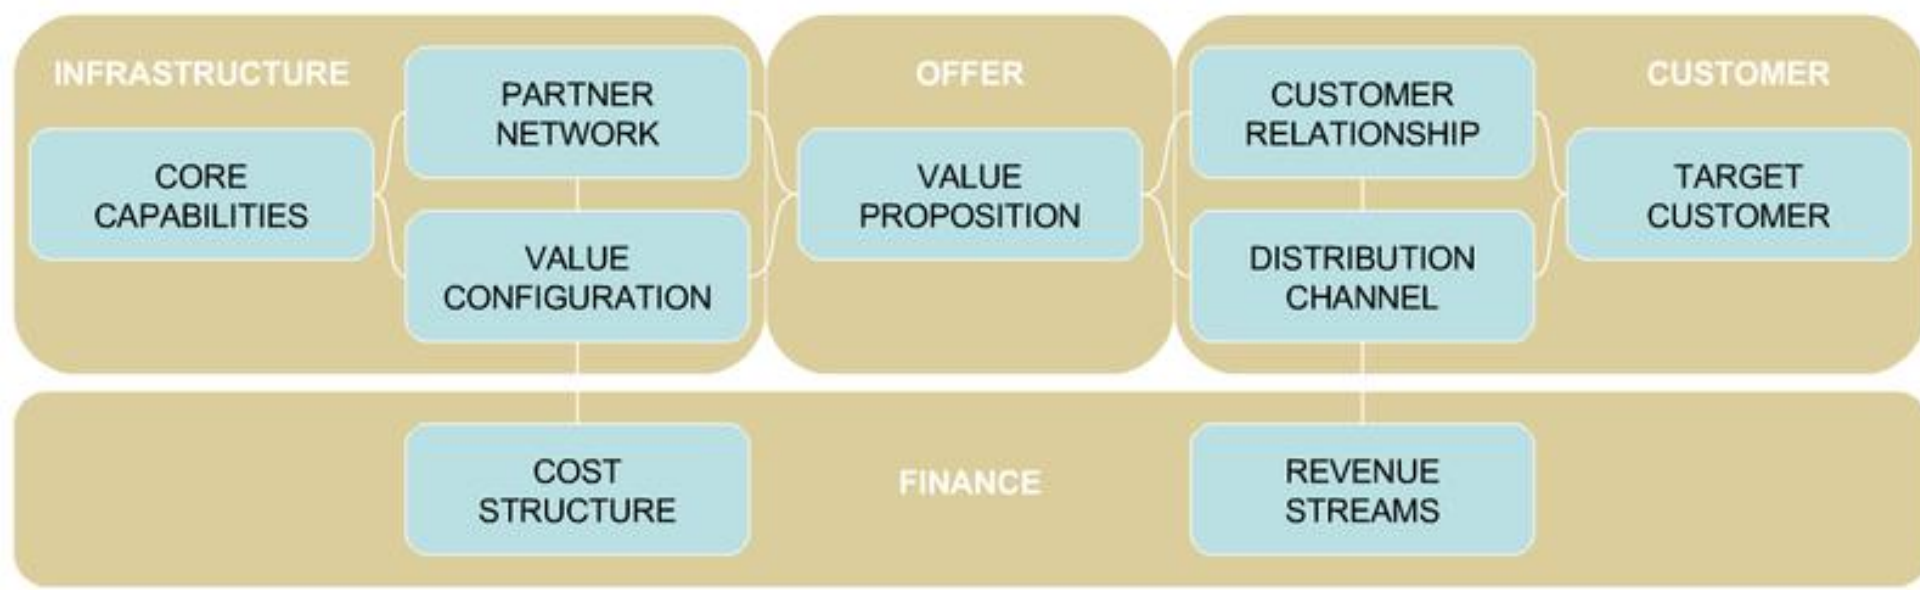 INFRASTRUCTURE
PARTNER
NETWORK
CORE
CAPABILITIES
VALUE
CONFIGURATION
OFFER
VALUE
PROPOSITION
CUSTOMER
CUSTOMER
RELATIONSHIP
DISTRIBUTION
CHANNEL
TARGET
CUSTOMER
COST
STRUCTURE
FINANCE
REVENUE
STREAMS